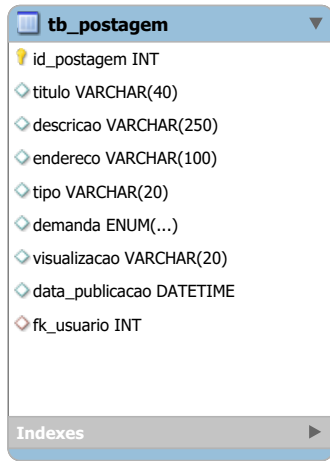 tb_postagem
id_postagem INT
titulo VARCHAR(40)
descricao VARCHAR(250)
endereco VARCHAR(100)
tipo VARCHAR(20)
demanda ENUM(...)
visualizacao VARCHAR(20)
data_publicacao DATETIME
fk_usuario INT
Indexes